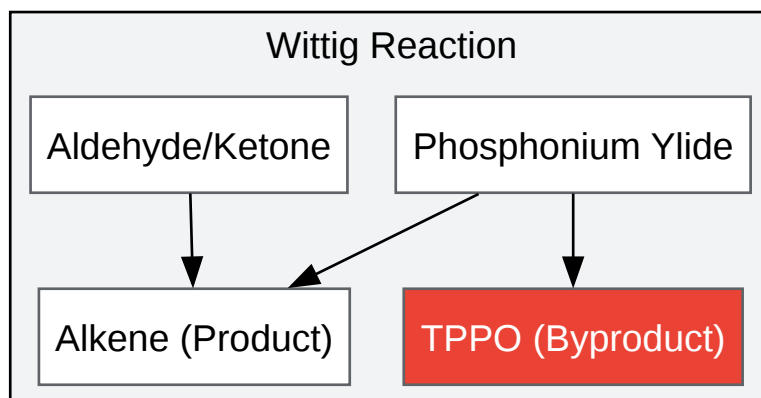 Wittig Reaction
Aldehyde/Ketone
Phosphonium Ylide
Alkene (Product)
TPPO (Byproduct)